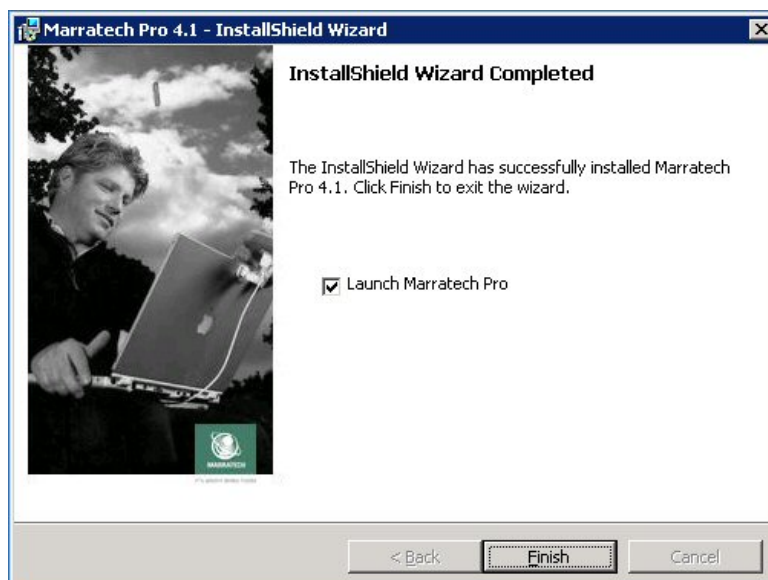 Marratech Pro 4.1 - InstallShield Wizard
InstallShield Wizard Completed
The InstallShield Wizard has successfully installed Marratech
Pro 4.1. Click Finish to exit the wizard.
Launch Marratech Pro
MARRATECH
< Back
Finish
Cancel